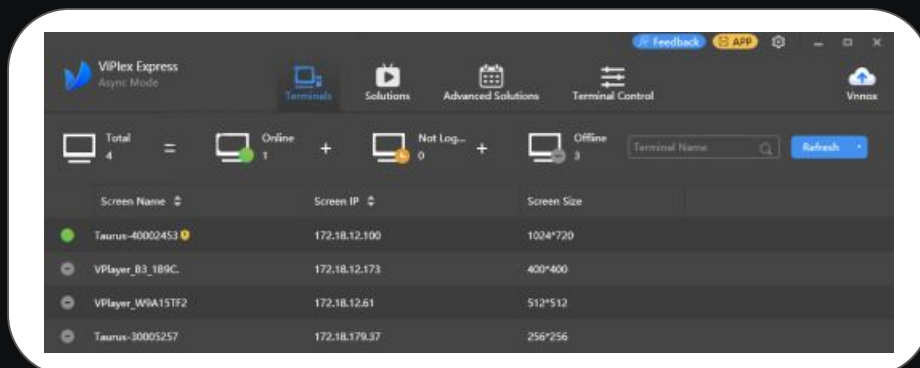 Feedback APP
ViPlex Express
Async Mode
Terminals Solutions Advanced Solutions Terminal Control Vnnox
Total 4 = Online 1 + Not Log... 0 + Offline 3 Terminal Name Refresh
Screen Name Screen IP Screen Size
Taurus-40002453 172.18.12.100 1024*720
VPlayer_B3_1B9C. 172.18.12.173 400*400
VPlayer_W9A15TF2 172.18.12.61 512*512
Taurus-30005257 172.18.179.37 256*256